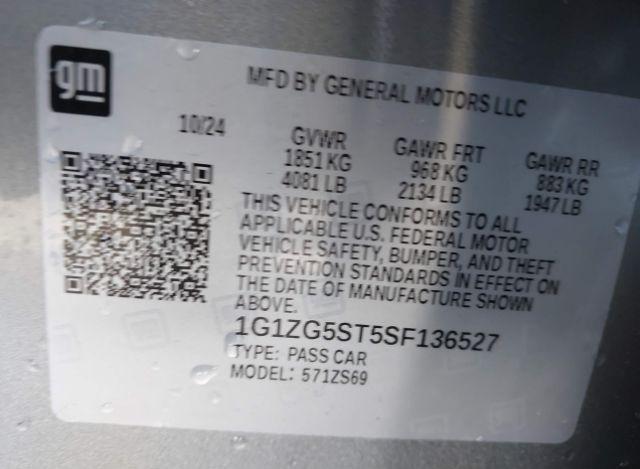 gm
MFD BY GENERAL MOTORS LLC
10/24
GVWR GAWR FRT GAWR RR
1851 KG 968 KG 883 KG
4081 LB 2134 LB 1947 LB
THIS VEHICLE CONFORMS TO ALL
APPLICABLE U.S. FEDERAL MOTOR
VEHICLE SAFETY, BUMPER, AND THEFT
PREVENTION STANDARDS IN EFFECT ON
THE DATE OF MANUFACTURE SHOWN
ABOVE.
1G1ZG5ST5SF136527
TYPE: PASS CAR
MODEL: 571ZS69